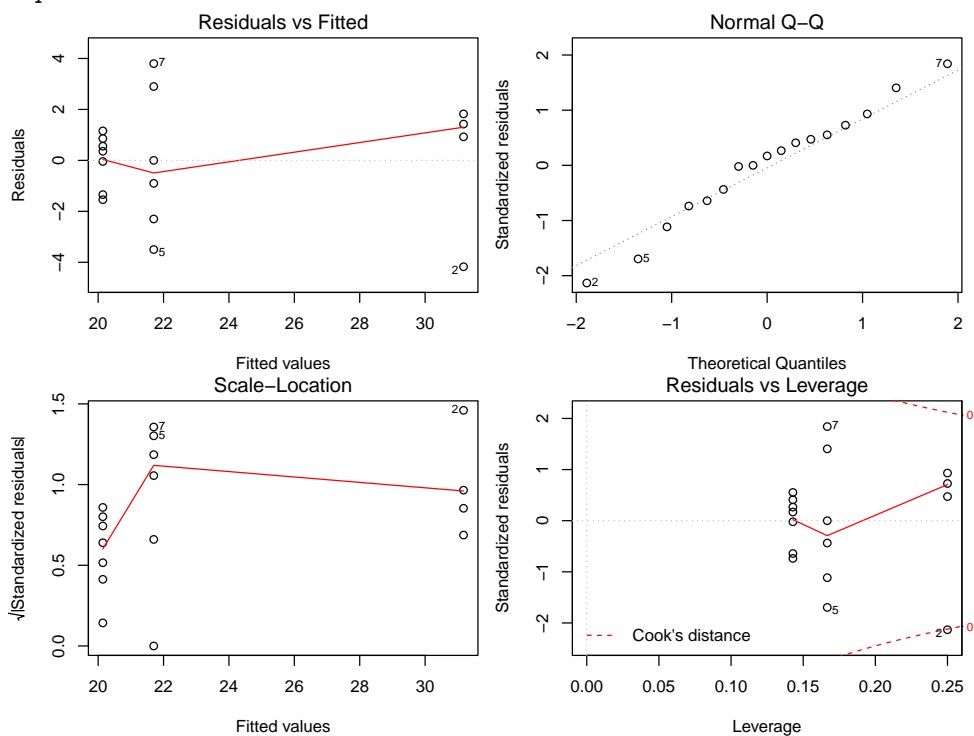 Residuals vs Fitted
Residuals
4
2
0
−2
−4
7
5
2
20 22 24 26 28 30
Fitted values
Normal Q−Q
Standardized residuals
2
1
0
−1
−2
7
5
2
−2 −1 0 1 2
Theoretical Quantiles
Scale−Location
√|Standardized residuals|
1.5
1.0
0.5
0.0
2
7
5
20 22 24 26 28 30
Fitted values
Residuals vs Leverage
Standardized residuals
2
1
0
−1
−2
7
5
2
0
0
Cook's distance
0.00 0.05 0.10 0.15 0.20 0.25
Leverage